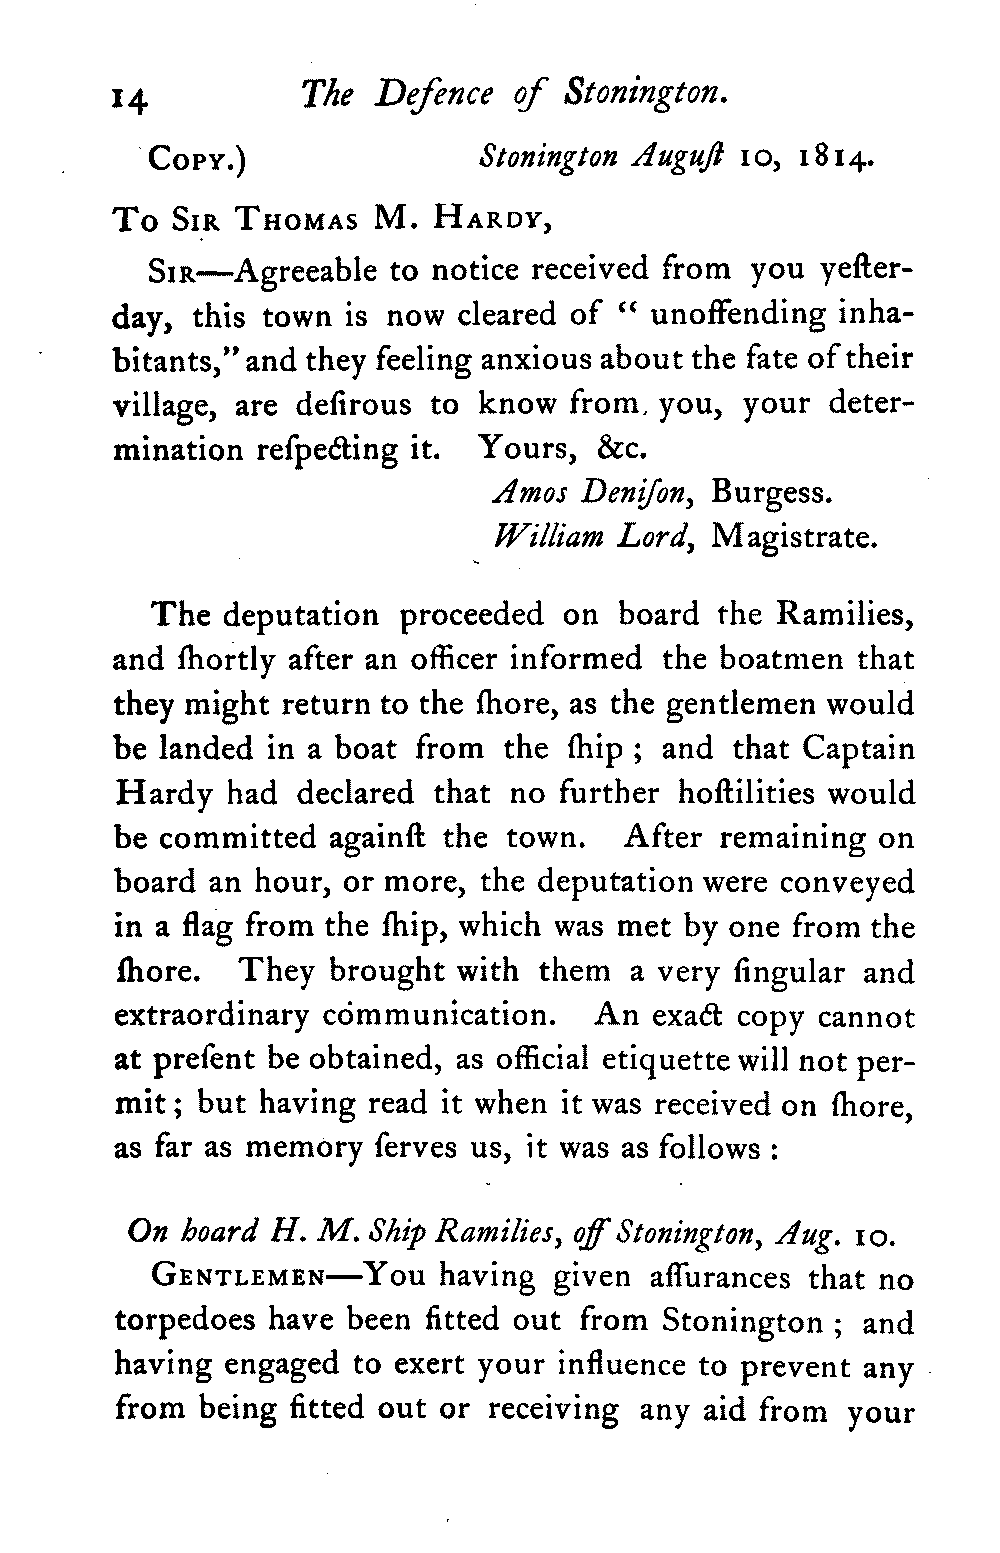 14 The Defence of Stonington.
Copy.) Stonington Auguſt 10, 1814.
To Sir Thomas M. Hardy,
Sir—Agreeable to notice received from you yeſter-
day, this town is now cleared of “ unoffending inha-
bitants,” and they feeling anxious about the fate of their
village, are deſirous to know from you, your deter-
mination reſpecting it. Yours, &c.
Amos Deniſon, Burgess.
William Lord, Magistrate.
The deputation proceeded on board the Ramilies,
and ſhortly after an officer informed the boatmen that
they might return to the ſhore, as the gentlemen would
be landed in a boat from the ſhip ; and that Captain
Hardy had declared that no further hoſtilities would
be committed againſt the town. After remaining on
board an hour, or more, the deputation were conveyed
in a flag from the ſhip, which was met by one from the
ſhore. They brought with them a very ſingular and
extraordinary communication. An exact copy cannot
at preſent be obtained, as official etiquette will not per-
mit ; but having read it when it was received on ſhore,
as far as memory ſerves us, it was as follows :
On board H. M. Ship Ramilies, off Stonington, Aug. 10.
Gentlemen—You having given aſſurances that no
torpedoes have been fitted out from Stonington ; and
having engaged to exert your influence to prevent any
from being fitted out or receiving any aid from your